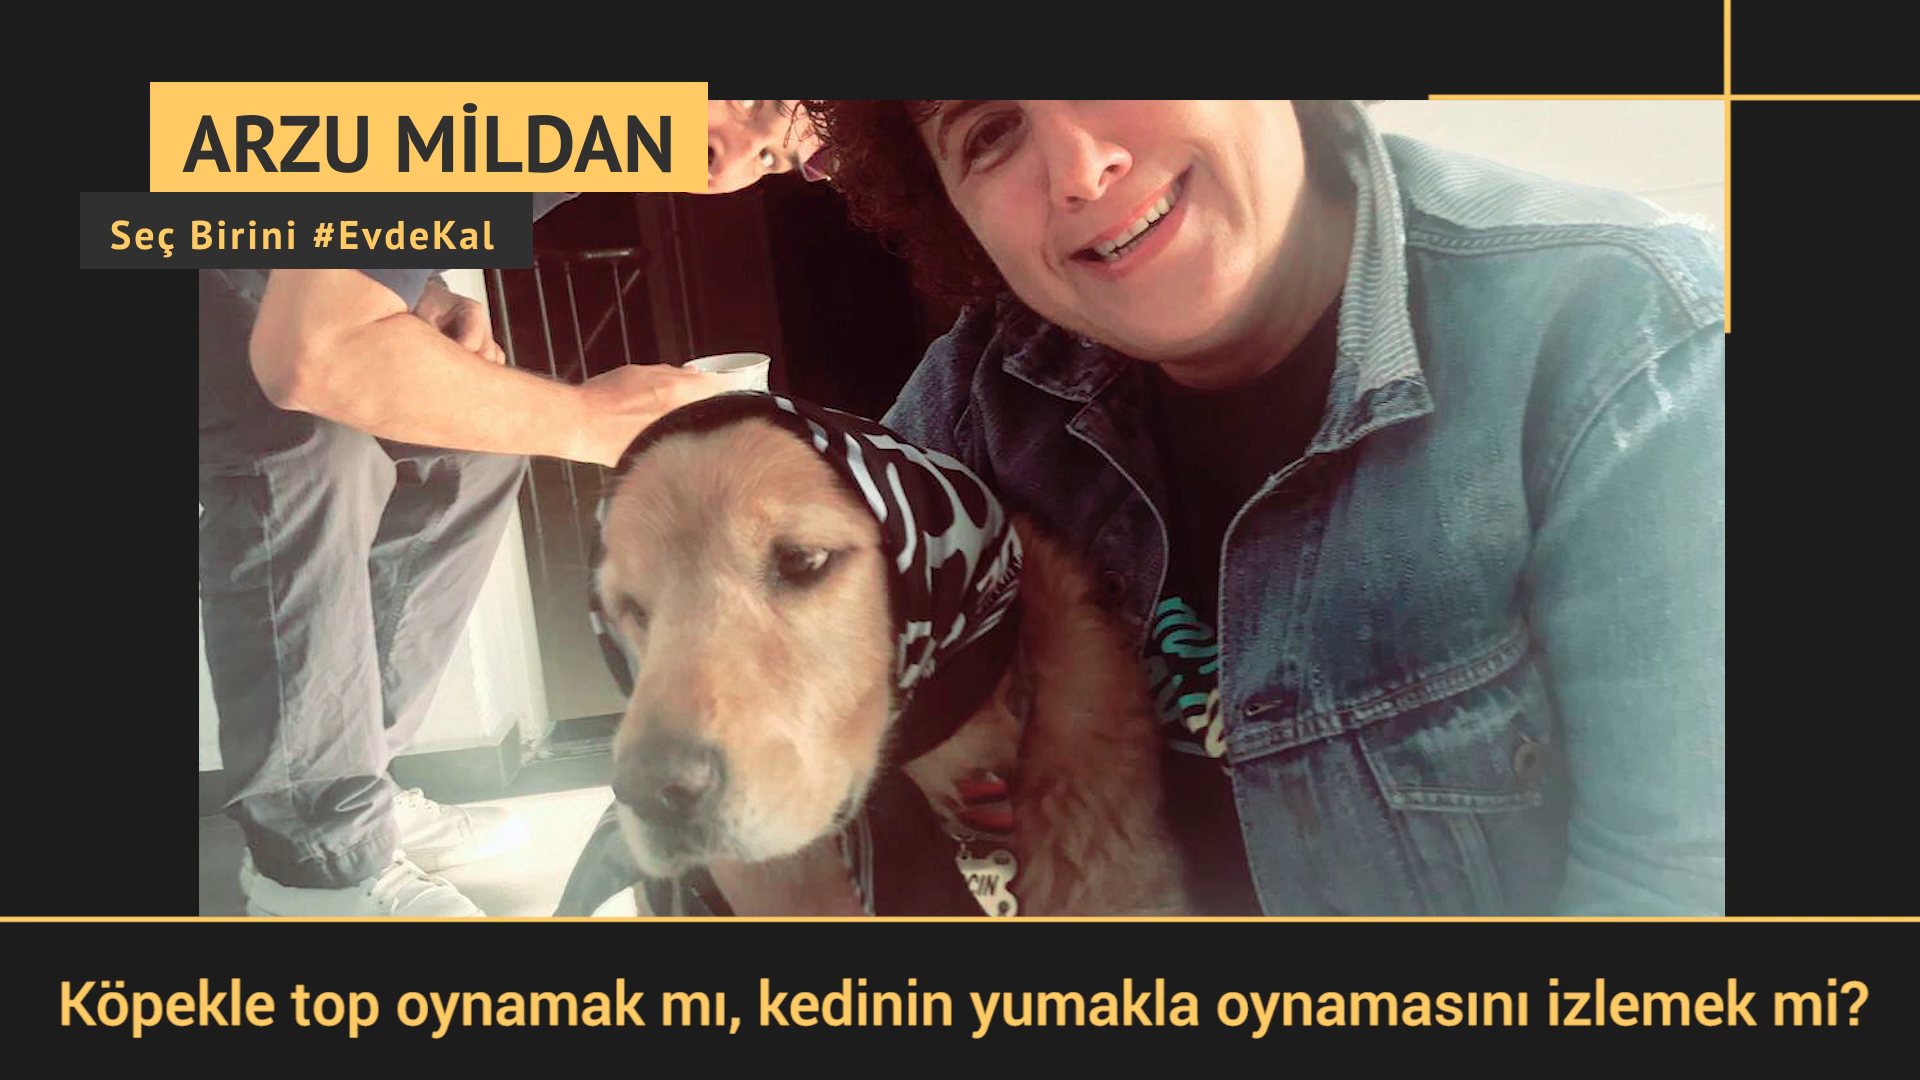 ARZU MİLDAN
Seç Birini #EvdeKal
Köpekle top oynamak mı, kedinin yumakla oynamasını izlemek mi?